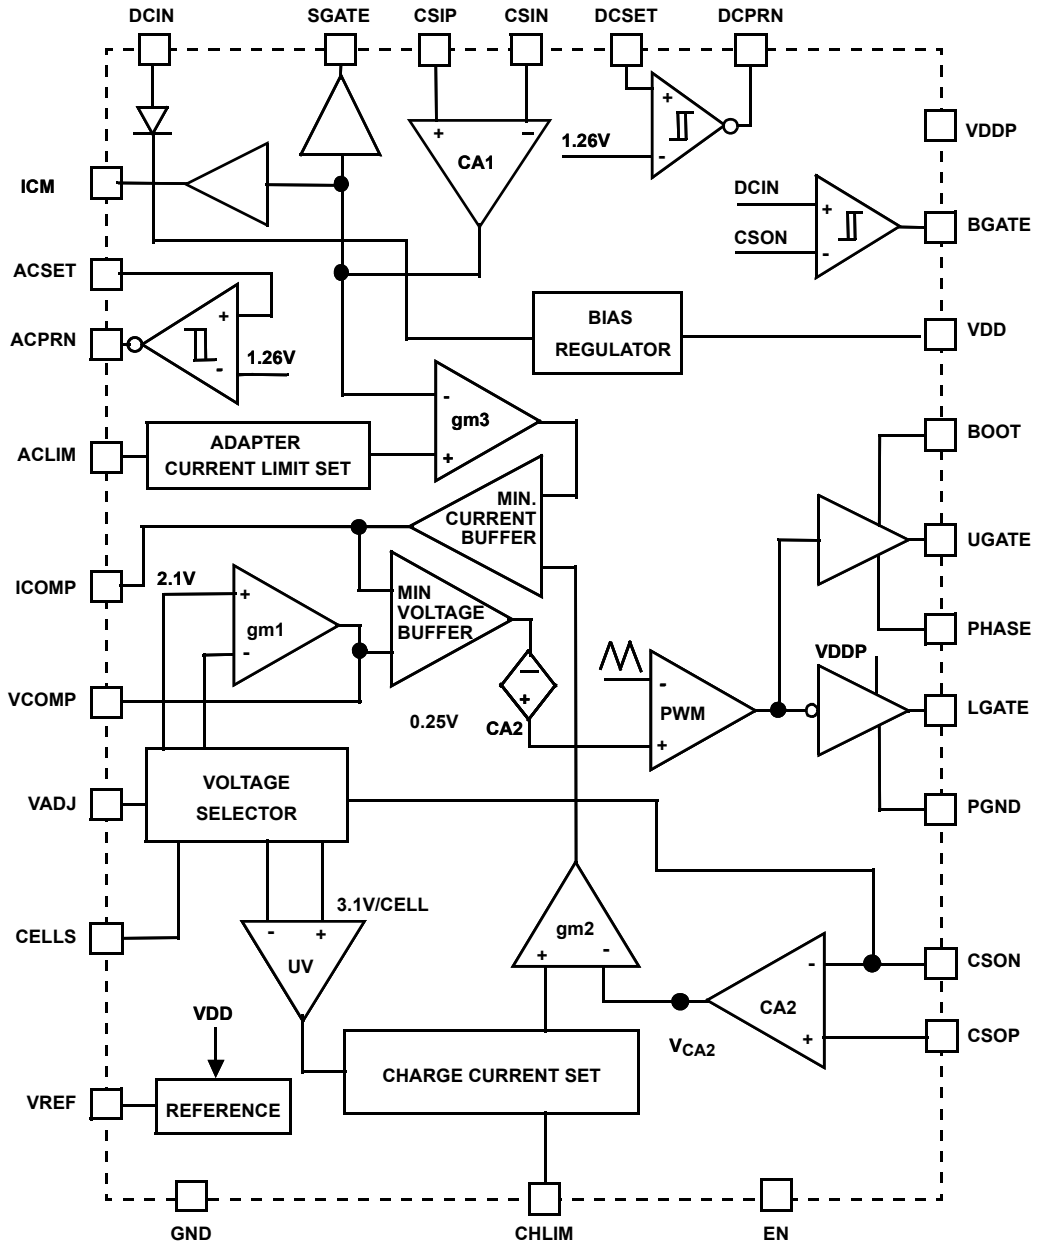 DCIN SGATE CSIP CSIN DCSET DCPRN
+ - + VDDP
CA1 1.26V -
ICM
DCIN + BGATE
CSON -
ACSET
+
ACPRN - 1.26V
BIAS
REGULATOR
VDD
-
gm3
+
ACLIM
ADAPTER
CURRENT LIMIT SET
BOOT
MIN.
CURRENT
BUFFER
UGATE
ICOMP
2.1V + gm1 -
MIN
VOLTAGE
BUFFER
PHASE
VDDP
VCOMP
-
+
CA2
0.25V
-
PWM
+
LGATE
VADJ
VOLTAGE
SELECTOR
PGND
3.1V/CELL
CELLS
- +
UV
gm2
+ -
- CSON
CA2
+ CSOP
VCA2
VDD
CHARGE CURRENT SET
VREF
REFERENCE
GND CHLIM EN